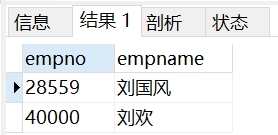 信息 结果 1 剖析 状态
empno empname
28559 刘国风
40000 刘欢